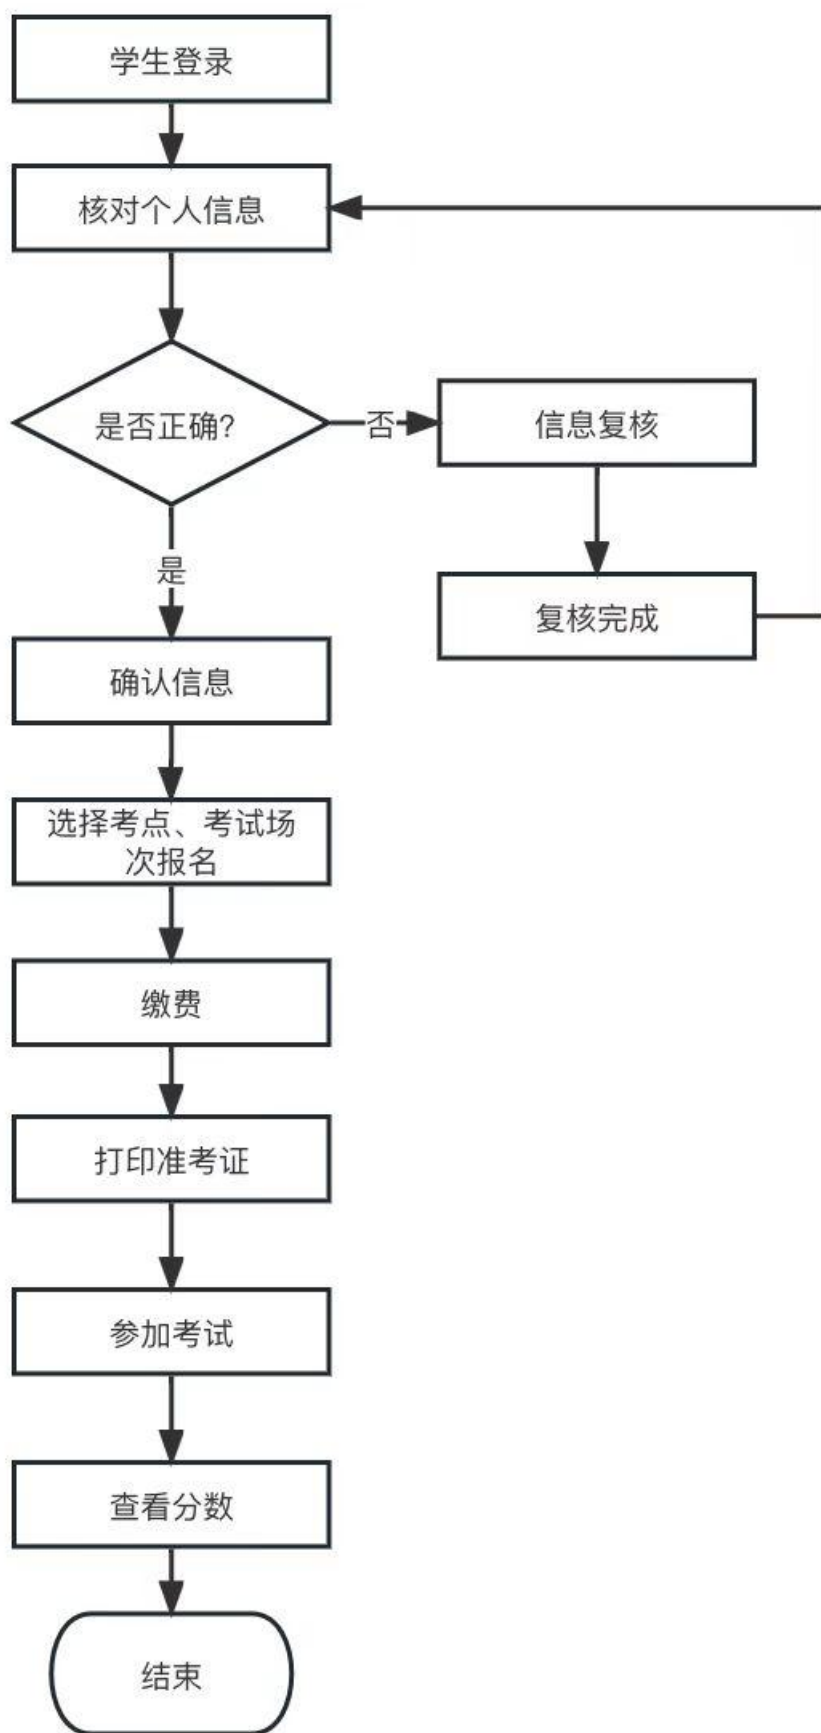 学生登录
核对个人信息
是否正确?
否
信息复核
是
复核完成
确认信息
选择考点、考试场
次报名
缴费
打印准考证
参加考试
查看分数
结束